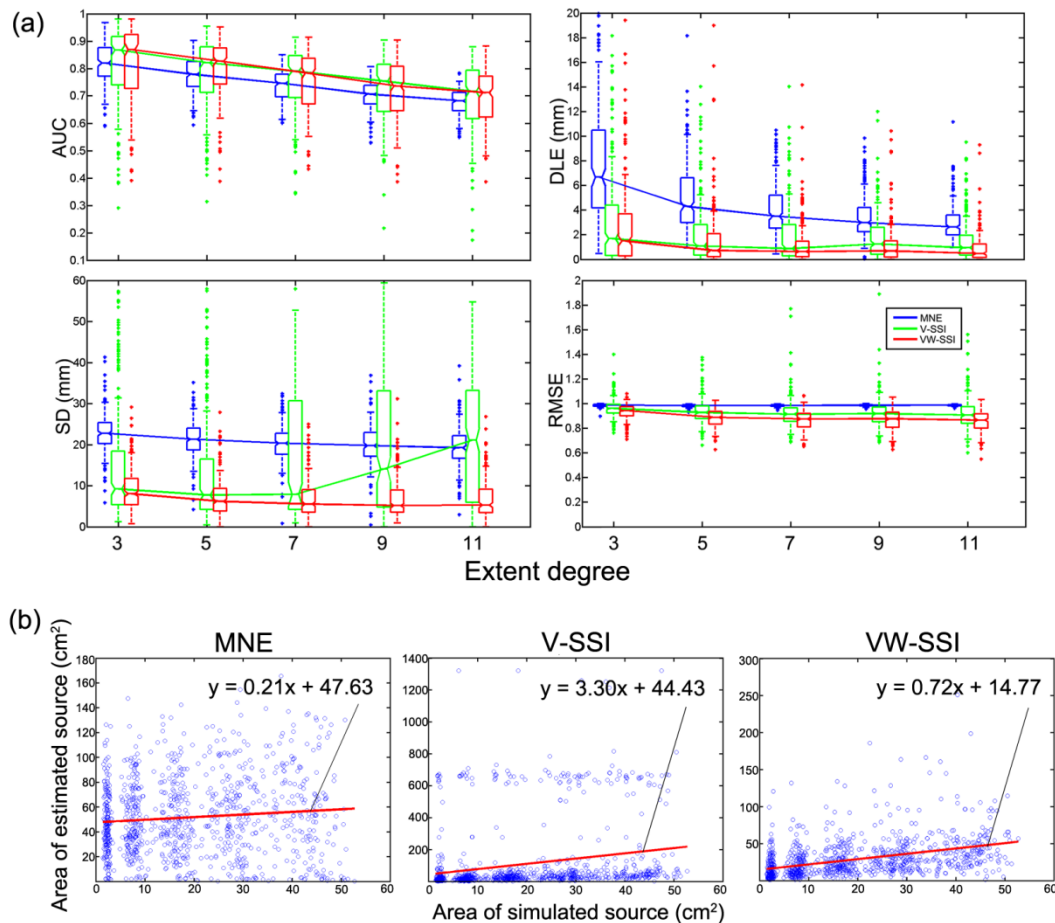 (a)
AUC
1
0.9
0.8
0.7
0.6
0.5
0.4
0.3
0.2
0.1
DLE (mm)
20
18
16
14
12
10
8
6
4
2
0
SD (mm)
60
50
40
30
20
10
0
3 5 7 9 11
RMSE
2
1.8
1.6
1.4
1.2
1
0.8
0.6
0.4
0.2
0
MNE
V-SSI
VW-SSI
3 5 7 9 11
Extent degree
(b)
Area of estimated source (cm²)
MNE
180
160
140
120
100
80
60
40
20
0 10 20 30 40 50 60
y = 0.21x + 47.63
V-SSI
1400
1200
1000
800
600
400
200
0 10 20 30 40 50 60
y = 3.30x + 44.43
VW-SSI
300
250
200
150
100
50
0 10 20 30 40 50 60
y = 0.72x + 14.77
Area of simulated source (cm²)